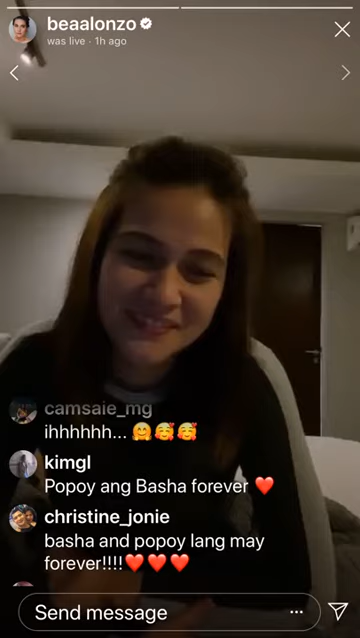 beaalonzo
was live · 1h ago
camsaie_mg
ihhhhhh... 🤗🥰🥰
kimgl
Popoy ang Basha forever ❤️
christine_jonie
basha and popoy lang may
forever!!!!❤️❤️❤️
Send message